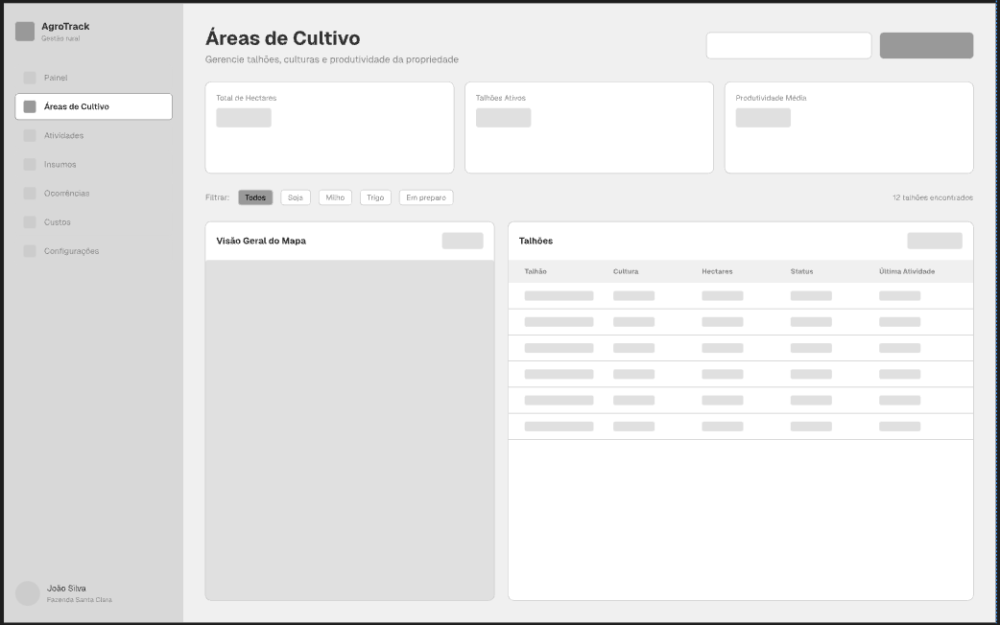 AgroTrack
Gestão rural
Painel
Áreas de Cultivo
Atividades
Insumos
Ocorrências
Custos
Configurações
João Silva
Fazenda Santa Clara
Áreas de Cultivo
Gerencie talhões, culturas e produtividade da propriedade
Total de Hectares
Talhões Ativos
Produtividade Média
Filtrar: Todos Soja Milho Trigo Em preparo
12 talhões encontrados
Visão Geral do Mapa
Talhões
Talhão Cultura Hectares Status Última Atividade